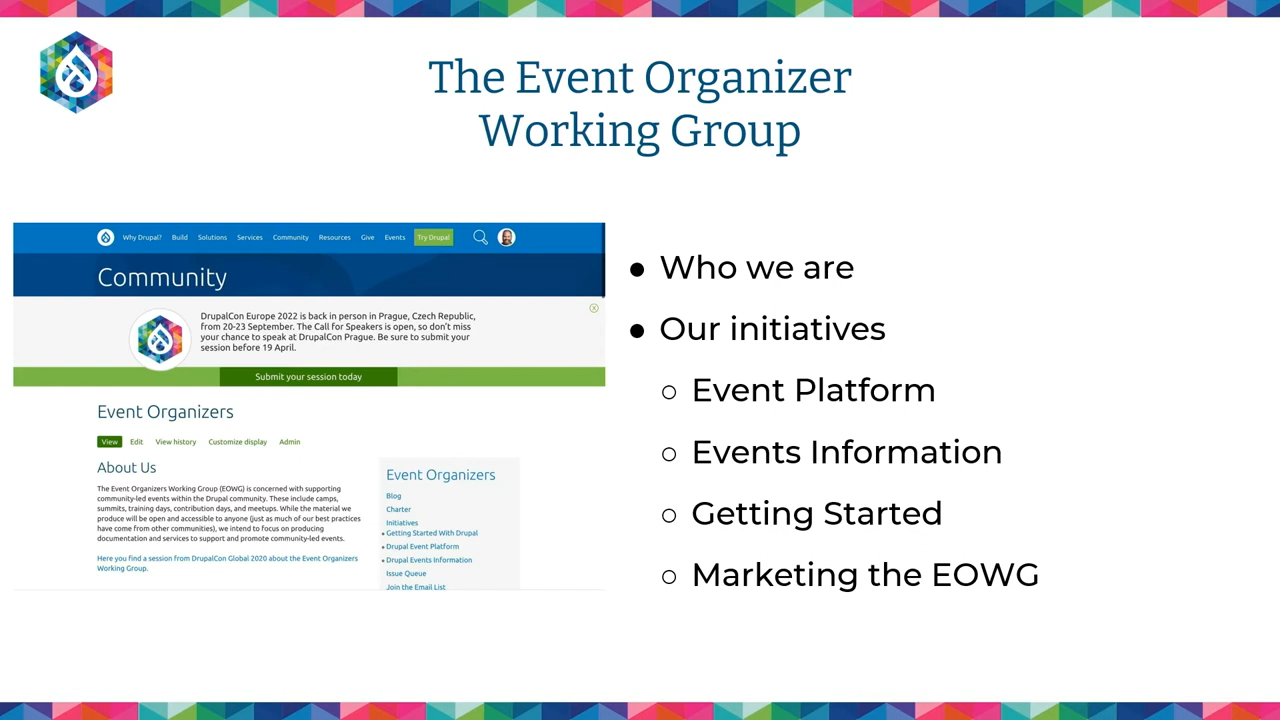 The Event Organizer
Working Group
Why Drupal? Build Solutions Services Community Resources Give Events Try Drupal
Community
DrupalCon Europe 2022 is back in person in Prague, Czech Republic,
from 20-23 September. The Call for Speakers is open, so don't miss
your chance to speak at DrupalCon Prague. Be sure to submit your
session before 19 April.
Submit your session today
Event Organizers
View Edit View history Customize display Admin
About Us
The Event Organizers Working Group (EOWG) is concerned with supporting
community-led events within the Drupal community. These include camps,
summits, training days, contribution days, and meetups. While the material we
produce will be open and accessible to anyone (just as much of our best practices
have come from other communities), we intend to focus on producing
documentation and services to support and promote community-led events.
Here you find a session from DrupalCon Global 2020 about the Event Organizers
Working Group.
Event Organizers
Blog
Charter
Initiatives
• Getting Started With Drupal
• Drupal Event Platform
• Drupal Events Information
Issue Queue
Join the Email List
● Who we are
● Our initiatives
○ Event Platform
○ Events Information
○ Getting Started
○ Marketing the EOWG